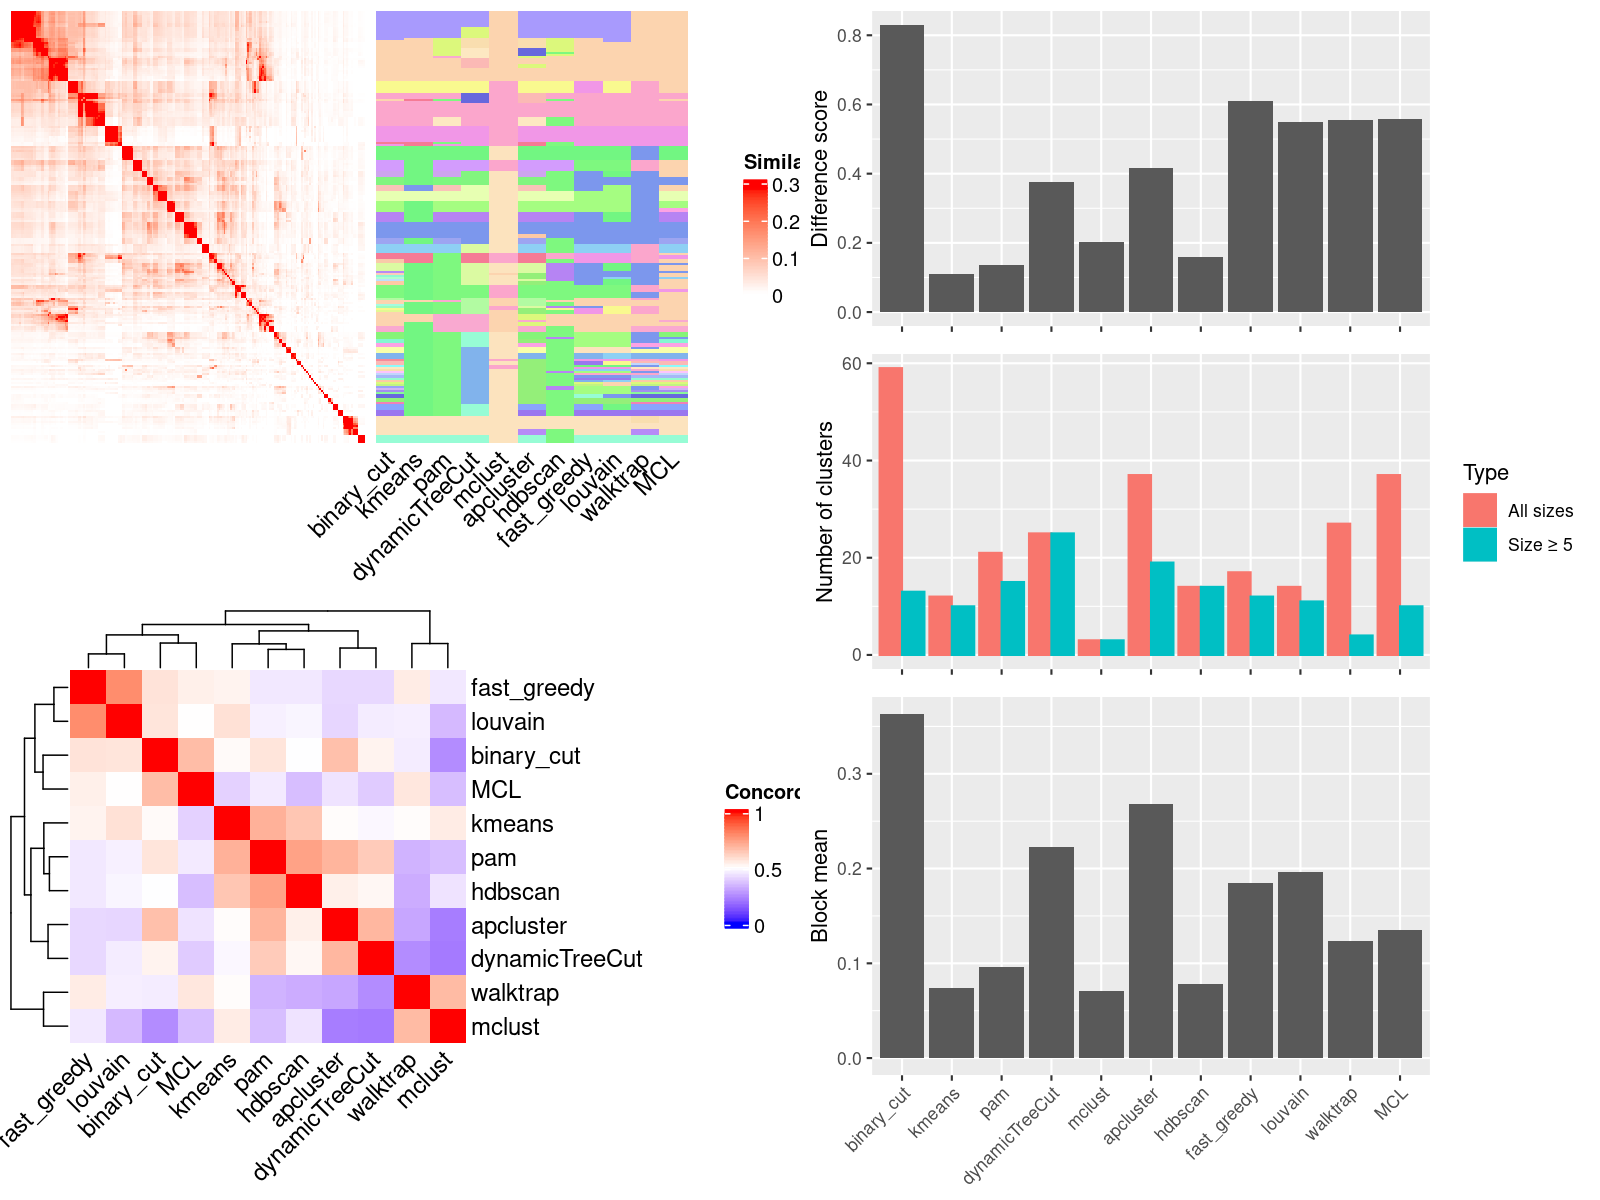 Simila
0.3
0.2
0.1
0
binary_cut
kmeans
pam
dynamicTreeCut
mclust
apcluster
hdbscan
fast_greedy
louvain
walktrap
MCL
Difference score
0.8
0.6
0.4
0.2
0.0
Number of clusters
60
40
20
0
Type
All sizes
Size ≥ 5
fast_greedy
louvain
binary_cut
MCL
kmeans
pam
hdbscan
apcluster
dynamicTreeCut
walktrap
mclust
fast_greedy
louvain
binary_cut
MCL
kmeans
pam
hdbscan
apcluster
dynamicTreeCut
walktrap
mclust
Concord
1
0.5
0
Block mean
0.3
0.2
0.1
0.0
binary_cut
kmeans
pam
dynamicTreeCut
mclust
apcluster
hdbscan
fast_greedy
louvain
walktrap
MCL